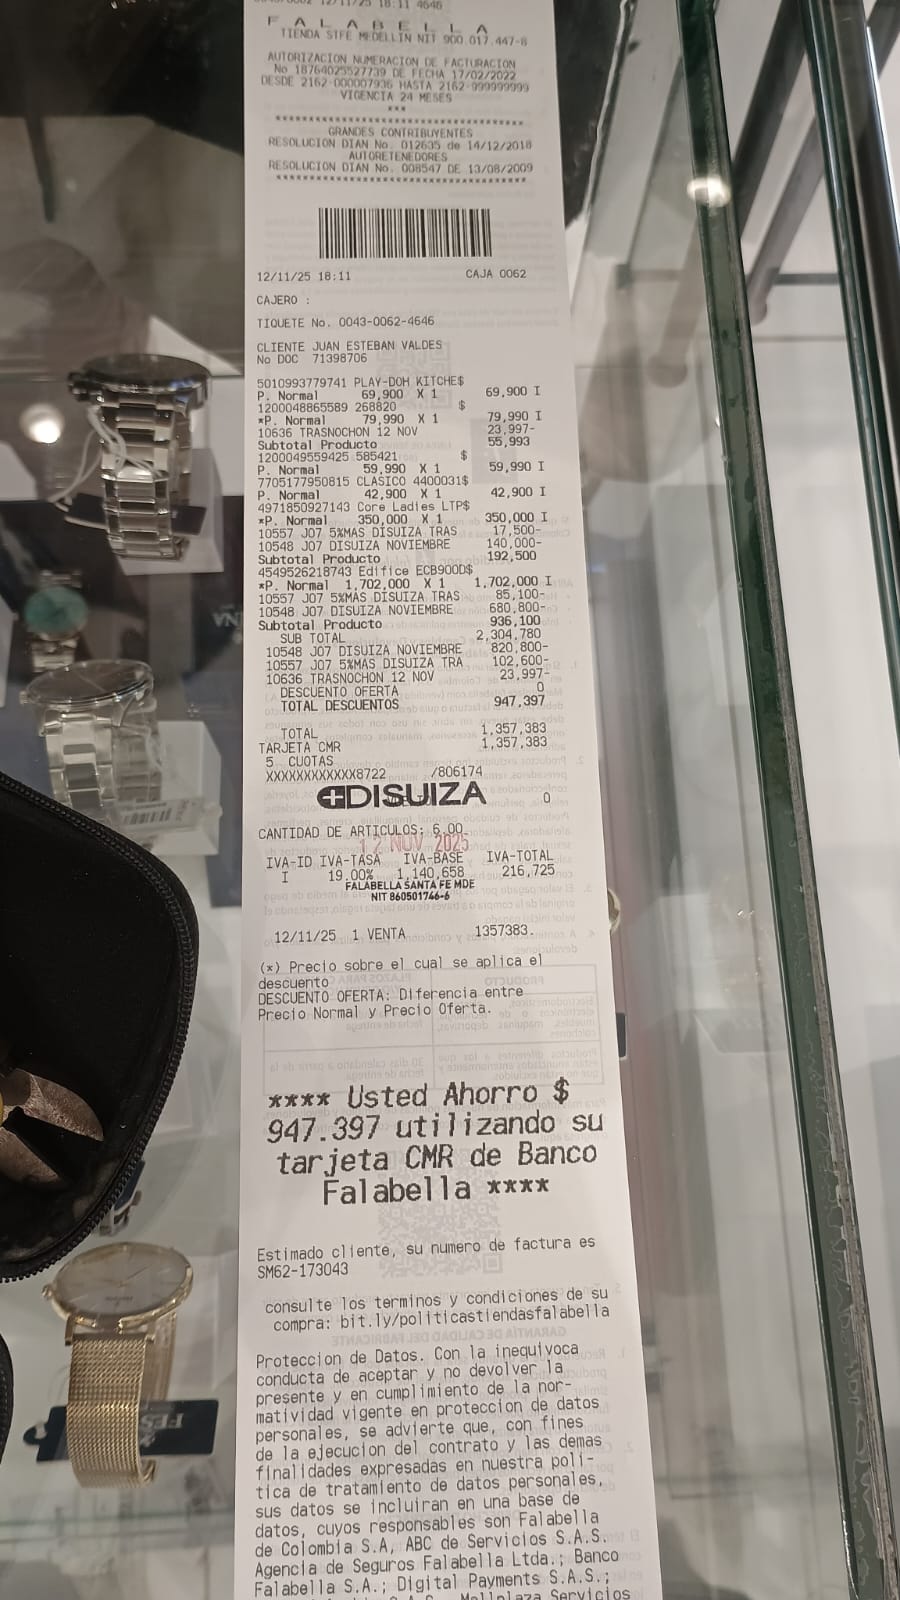 12/11/25 18:11 4646
F A L A B E L L A
TIENDA STFE MEDELLIN NIT 900.017.447-8
AUTORIZACION NUMERACION DE FACTURACION
No 18764025527739 DE FECHA 17/02/2022
DESDE 2162-000007936 HASTA 2162-999999999
VIGENCIA 24 MESES
***
****************************************
GRANDES CONTRIBUYENTES
RESOLUCION DIAN No. 012635 de 14/12/2018
AUTORETENEDORES
RESOLUCION DIAN No. 008547 DE 13/08/2009
****************************************
12/11/25 18:11 CAJA 0062
CAJERO :
TIQUETE No. 0043-0062-4646
CLIENTE JUAN ESTEBAN VALDES
No DOC 71398706
5010993779741 PLAY-DOH KITCHE$
P. Normal 69,900 X 1 69,900 I
1200048865589 268820 $
*P. Normal 79,990 X 1 79,990 I
10636 TRASNOCHON 12 NOV 23,997-
Subtotal Producto 55,993
1200049559425 585421 $
P. Normal 59,990 X 1 59,990 I
7705177950815 CLASICO 4400031$
P. Normal 42,900 X 1 42,900 I
4971850927143 Core Ladies LTP$
*P. Normal 350,000 X 1 350,000 I
10557 J07 5%MAS DISUIZA TRAS 17,500-
10548 J07 DISUIZA NOVIEMBRE 140,000-
Subtotal Producto 192,500
4549526218743 Edifice ECB900D$
*P. Normal 1,702,000 X 1 1,702,000 I
10557 J07 5%MAS DISUIZA TRAS 85,100-
10548 J07 DISUIZA NOVIEMBRE 680,800-
Subtotal Producto 936,100
SUB TOTAL 2,304,780
10548 J07 DISUIZA NOVIEMBRE 820,800-
10557 J07 5%MAS DISUIZA TRA 102,600-
10636 TRASNOCHON 12 NOV 23,997-
DESCUENTO OFERTA 0
TOTAL DESCUENTOS 947,397
TOTAL 1,357,383
TARJETA CMR 1,357,383
5 CUOTAS
XXXXXXXXXXXX8722 /806174
DISUIZA 0
CANTIDAD DE ARTICULOS: 6.00
12 NOV 2025
IVA-ID IVA-TASA IVA-BASE IVA-TOTAL
I 19.00% 1,140,658 216,725
FALABELLA SANTA FE MDE
NIT 860501746-6
12/11/25 1 VENTA 1357383.
(*) Precio sobre el cual se aplica el
descuento
DESCUENTO OFERTA: Diferencia entre
Precio Normal y Precio Oferta.
**** Usted Ahorro $
947.397 utilizando su
tarjeta CMR de Banco
Falabella ****
Estimado cliente, su numero de factura es
SM62-173043
consulte los terminos y condiciones de su
compra: bit.ly/politicastiendasfalabella
Proteccion de Datos. Con la inequivoca
conducta de aceptar y no devolver la
presente y en cumplimiento de la nor-
matividad vigente en proteccion de datos
personales, se advierte que, con fines
de la ejecucion del contrato y las demas
finalidades expresadas en nuestra poli-
tica de tratamiento de datos personales,
sus datos se incluiran en una base de
datos, cuyos responsables son Falabella
de Colombia S.A, ABC de Servicios S.A.S.
Agencia de Seguros Falabella Ltda.; Banco
Falabella S.A.; Digital Payments S.A.S.;
Mallplaza Servicios